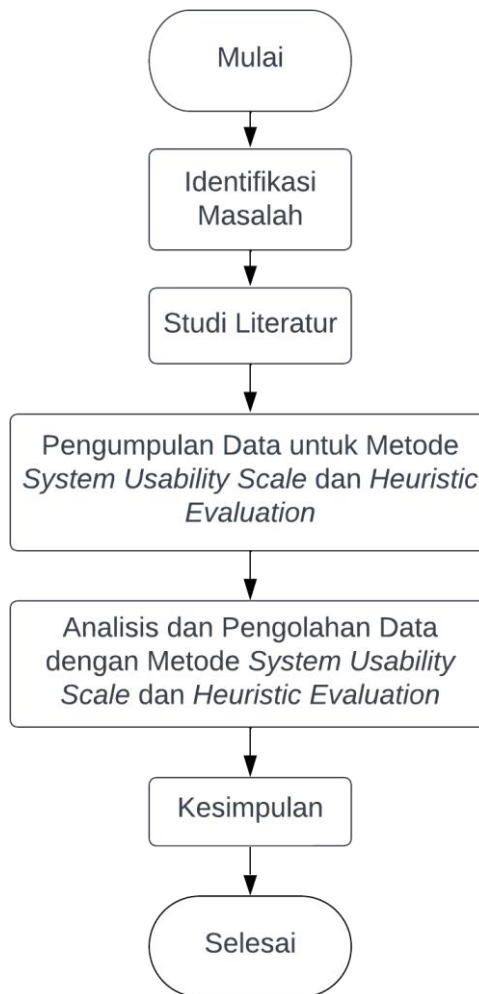 Mulai
Identifikasi
Masalah
Studi Literatur
Pengumpulan Data untuk Metode
System Usability Scale dan Heuristic
Evaluation
Analisis dan Pengolahan Data
dengan Metode System Usability
Scale dan Heuristic Evaluation
Kesimpulan
Selesai